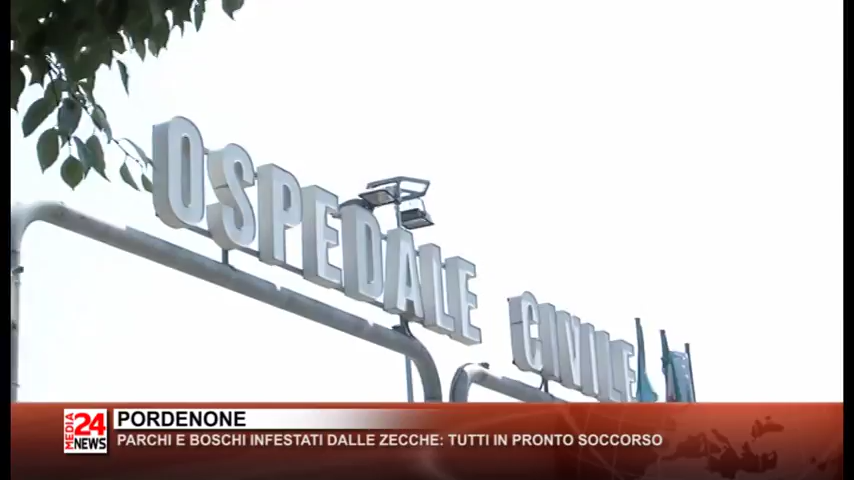 OSPEDALE CIVILE
MEDIA 24 NEWS
PORDENONE
PARCHI E BOSCHI INFESTATI DALLE ZECCHE: TUTTI IN PRONTO SOCCORSO